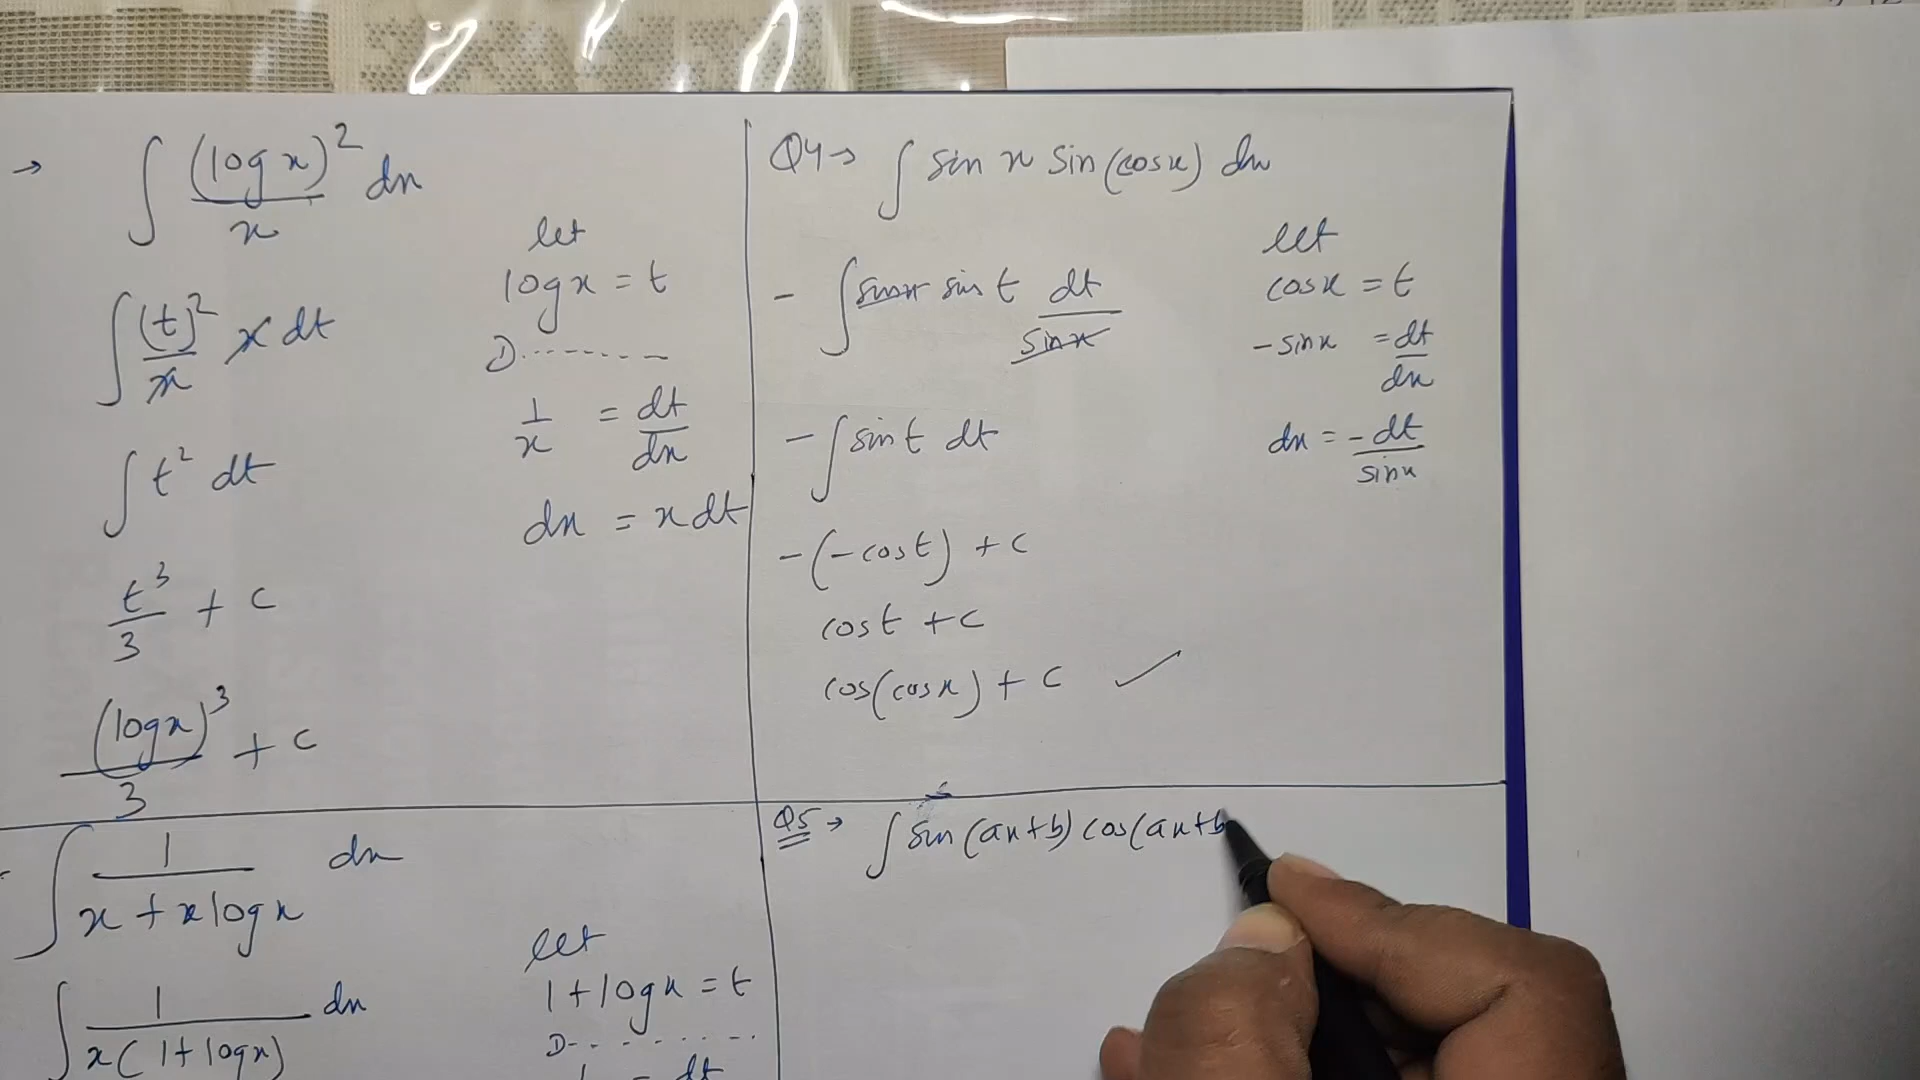 → ∫ (log x)² / x dx
let
log x = t
∫ (t)² / x x dt
D--------
1/x = dt/dx
∫ t² dt
dx = x dt
t³/3 + c
(log x)³ / 3 + c
∫ 1 / x + x log x dx
let
1 + log x = t
∫ 1 / x(1 + log x) dx
D--------
1 = dt
Q4→ ∫ sin x sin(cos x) dx
let
cos x = t
- ∫ sin x sin t dt / sin x
- sin x = dt/dx
- ∫ sin t dt
dx = - dt / sin x
-(-cos t) + c
cos t + c
cos(cos x) + c ✓
Q5→ ∫ sin(ax+b) cos(ax+b